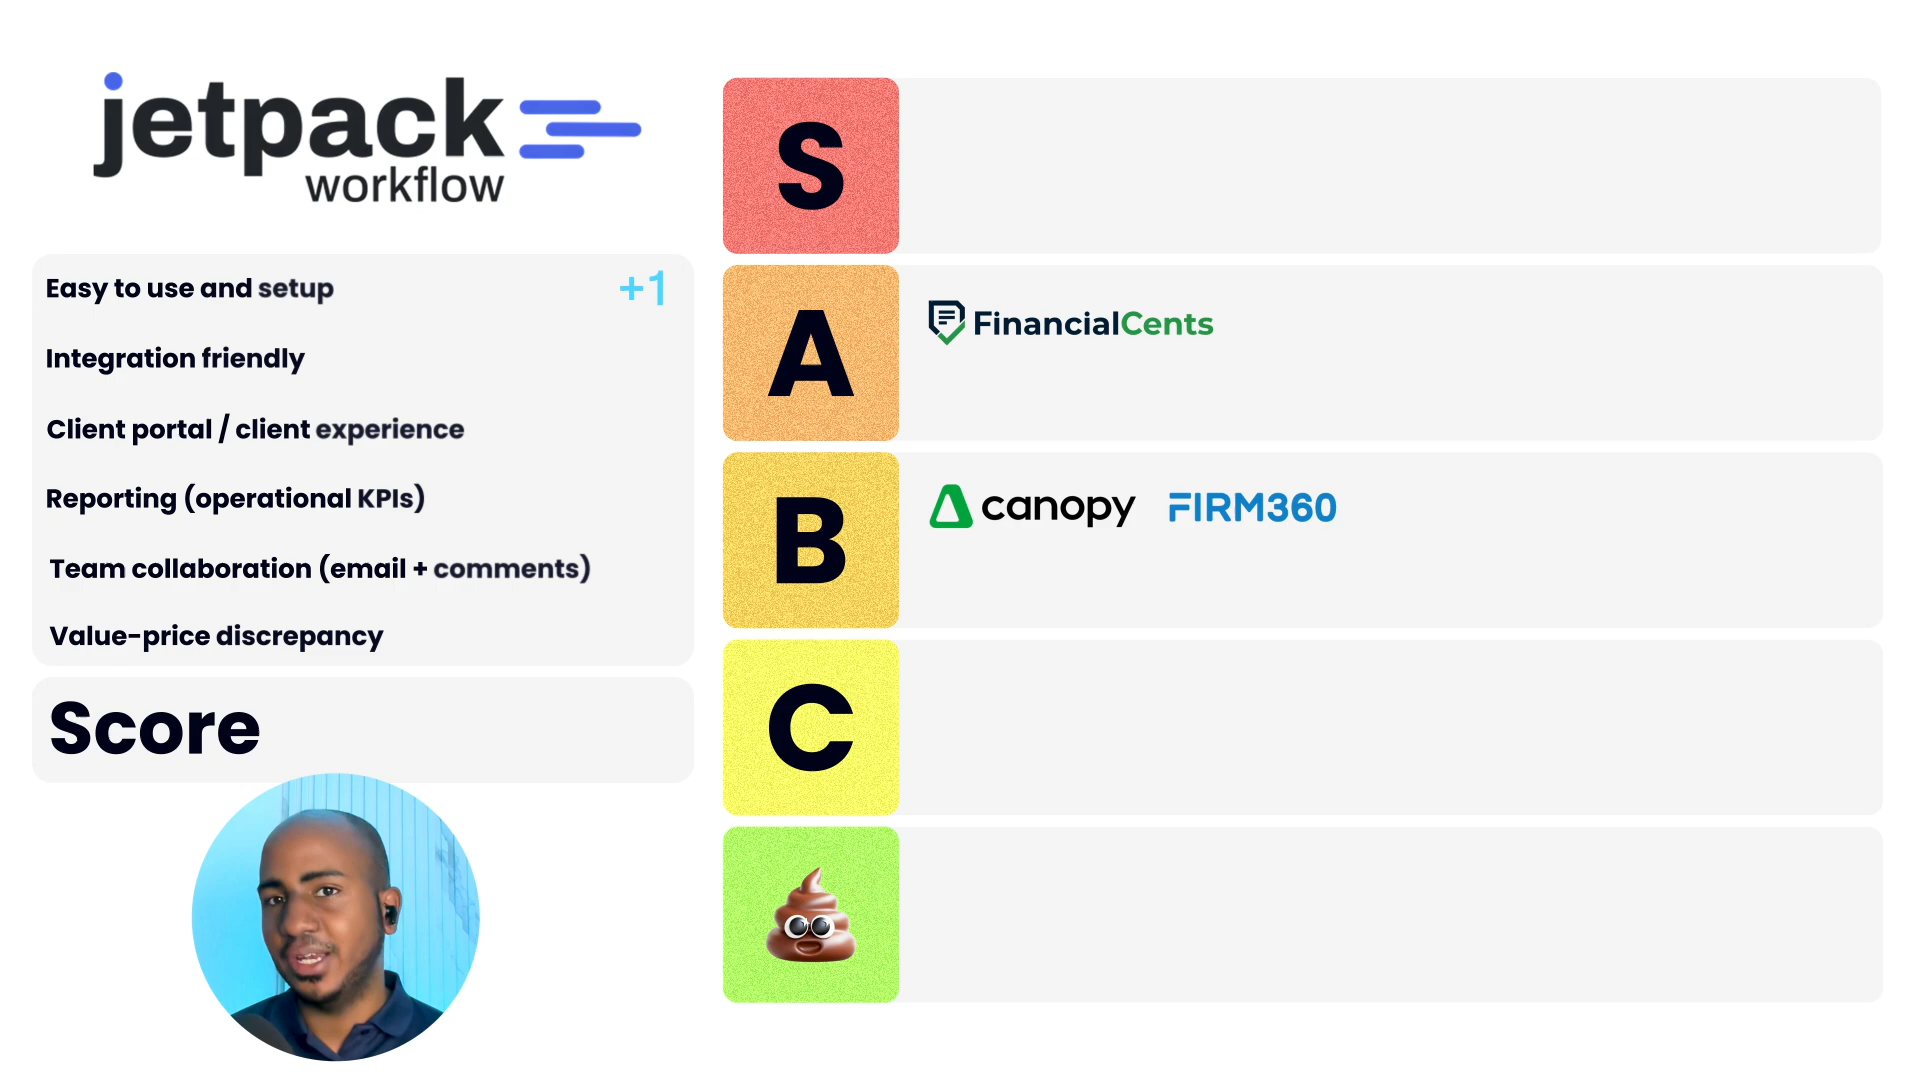 jetpack
workflow
Easy to use and setup +1
Integration friendly
Client portal / client experience
Reporting (operational KPIs)
Team collaboration (email + comments)
Value-price discrepancy
Score
S
A
FinancialCents
B
canopy FIRM360
C